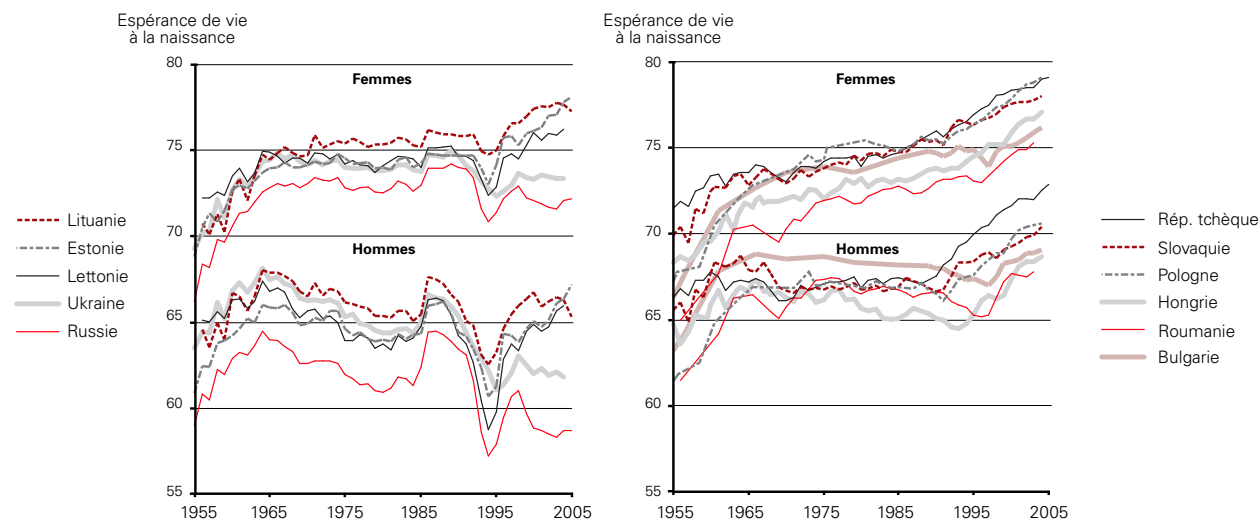 Espérance de vie
à la naissance
80
75
70
65
60
55
Femmes
Hommes
1955 1965 1975 1985 1995 2005
Lituanie
Estonie
Lettonie
Ukraine
Russie
Espérance de vie
à la naissance
80
75
70
65
60
55
Femmes
Hommes
1955 1965 1975 1985 1995 2005
Rép. tchèque
Slovaquie
Pologne
Hongrie
Roumanie
Bulgarie